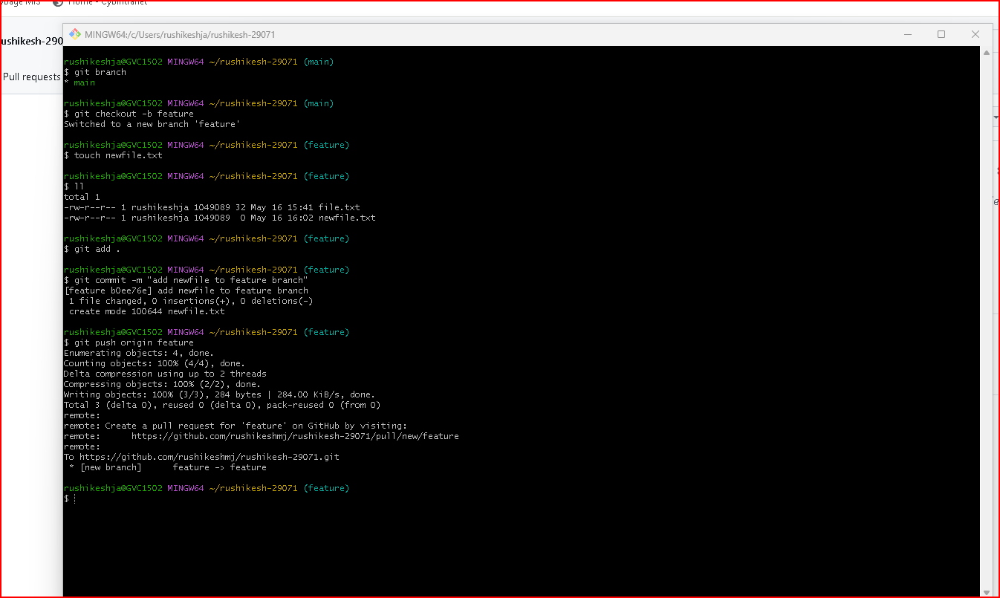 Home - CybIntranet
MINGW64:/c/Users/rushikeshja/rushikesh-29071
ushikesh-290
Pull requests
rushikeshja@GVC1502 MINGW64 ~/rushikesh-29071 (main)
$ git branch
* main
rushikeshja@GVC1502 MINGW64 ~/rushikesh-29071 (main)
$ git checkout -b feature
Switched to a new branch 'feature'
rushikeshja@GVC1502 MINGW64 ~/rushikesh-29071 (feature)
$ touch newfile.txt
rushikeshja@GVC1502 MINGW64 ~/rushikesh-29071 (feature)
$ ll
total 1
-rw-r--r-- 1 rushikeshja 1049089 32 May 16 15:41 file.txt
-rw-r--r-- 1 rushikeshja 1049089  0 May 16 16:02 newfile.txt
rushikeshja@GVC1502 MINGW64 ~/rushikesh-29071 (feature)
$ git add .
rushikeshja@GVC1502 MINGW64 ~/rushikesh-29071 (feature)
$ git commit -m "add newfile to feature branch"
[feature b0ee76e] add newfile to feature branch
 1 file changed, 0 insertions(+), 0 deletions(-)
 create mode 100644 newfile.txt
rushikeshja@GVC1502 MINGW64 ~/rushikesh-29071 (feature)
$ git push origin feature
Enumerating objects: 4, done.
Counting objects: 100% (4/4), done.
Delta compression using up to 2 threads
Compressing objects: 100% (2/2), done.
Writing objects: 100% (3/3), 284 bytes | 284.00 KiB/s, done.
Total 3 (delta 0), reused 0 (delta 0), pack-reused 0 (from 0)
remote:
remote: Create a pull request for 'feature' on GitHub by visiting:
remote:      https://github.com/rushikeshmj/rushikesh-29071/pull/new/feature
remote:
To https://github.com/rushikeshmj/rushikesh-29071.git
 * [new branch]      feature -> feature
rushikeshja@GVC1502 MINGW64 ~/rushikesh-29071 (feature)
$